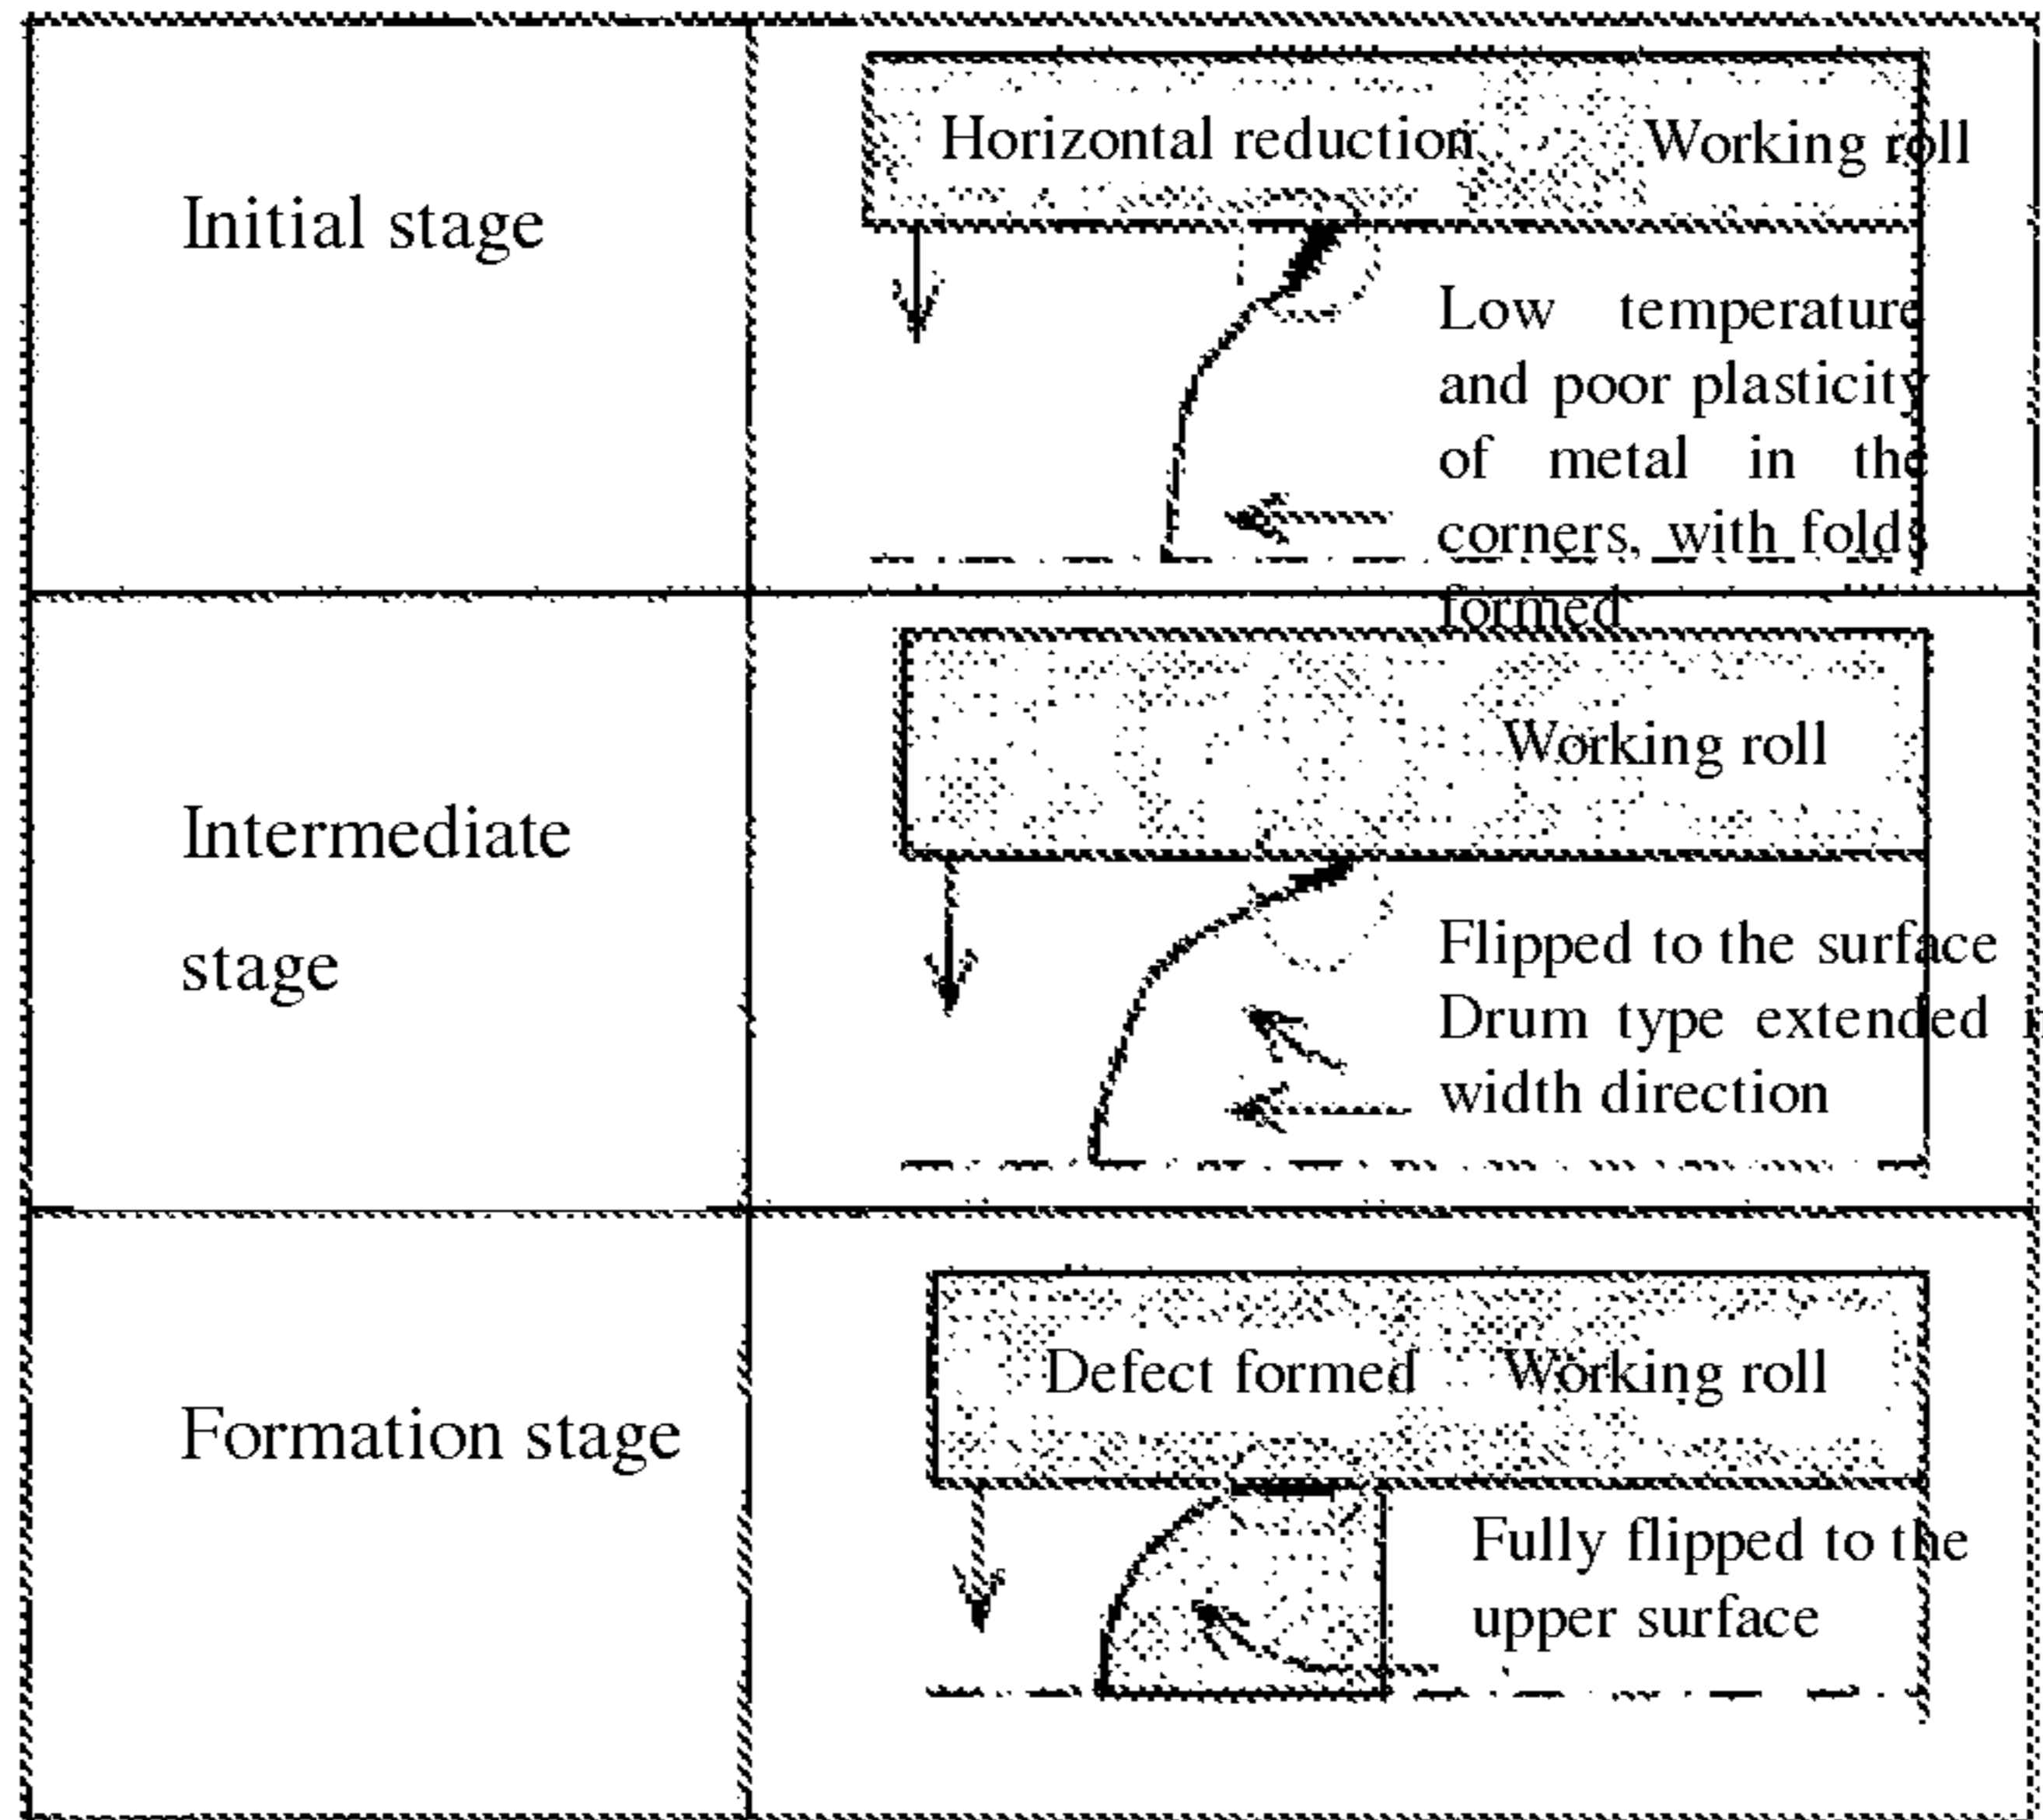 Initial stage
Horizontal reduction
Working roll
Low temperature
and poor plasticity
of metal in the
corners, with folds
formed
Intermediate
stage
Working roll
Flipped to the surface
Drum type extended
width direction
Formation stage
Defect formed
Working roll
Fully flipped to the
upper surface